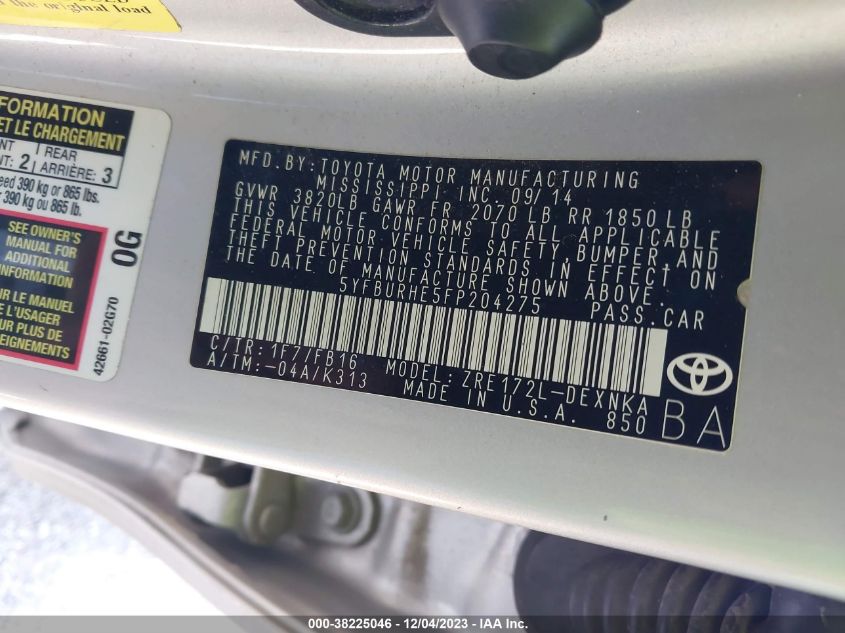 the original load
FORMATION
ET LE CHARGEMENT
REAR
2
ARRIÈRE: 3
390 kg or 865 lbs.
390 kg ou 865 lb.
SEE OWNER'S
MANUAL FOR
ADDITIONAL
INFORMATION
LE MANUEL
L'USAGER
PLUS DE
EIGNEMENTS
0G
42661-02G70
MFD. BY: TOYOTA MOTOR MANUFACTURING
MISSISSIPPI INC. 09/14
GVWR 3820LB GAWR FR 2070 LB RR 1850 LB
THIS VEHICLE CONFORMS TO ALL APPLICABLE
FEDERAL MOTOR VEHICLE SAFETY, BUMPER, AND
THEFT PREVENTION STANDARDS IN EFFECT ON
THE DATE OF MANUFACTURE SHOWN ABOVE.
5YFBURHE5FP204275 PASS. CAR
C/TR: 1F7/FB16 MODEL: ZRE172L-DEXNKA
A/TM: -04A/K313 MADE IN U.S.A. 850
BA
000-38225046 - 12/04/2023 - IAA Inc.